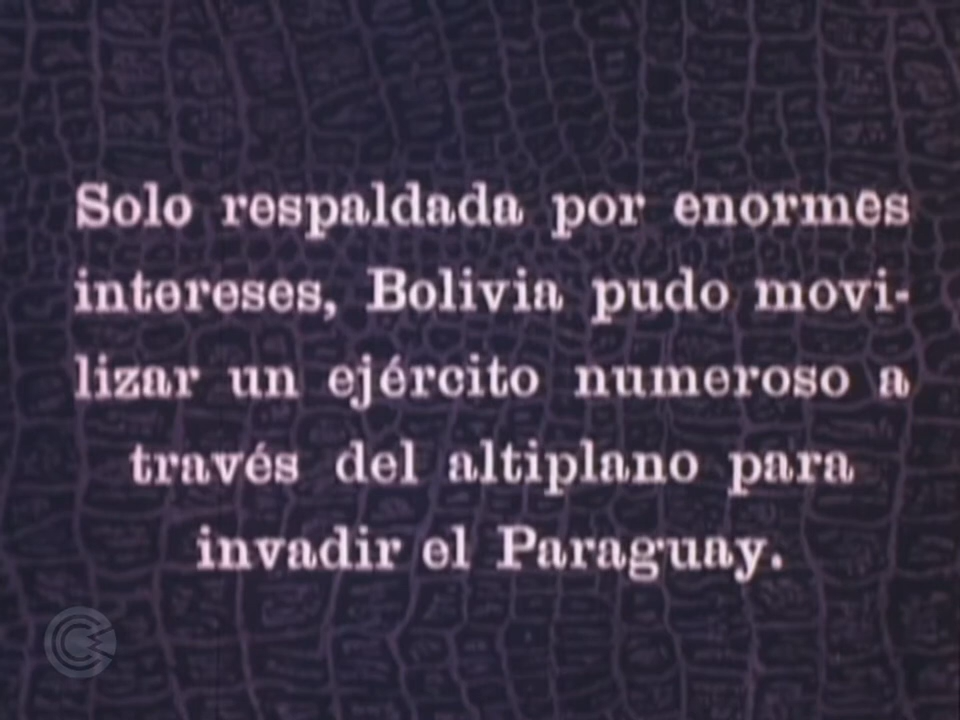 Solo respaldada por enormes
intereses, Bolivia pudo movi-
lizar un ejército numeroso a
través del altiplano para
invadir el Paraguay.